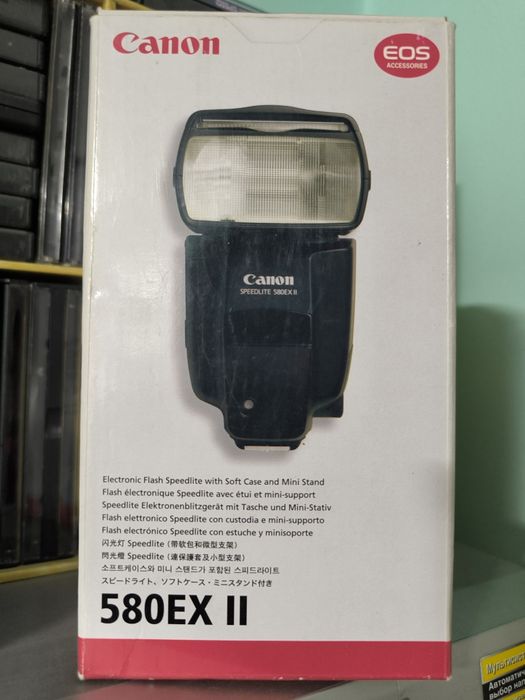 Canon
EOS
ACCESSORIES
Canon
SPEEDLITE 580EX II
Electronic Flash Speedlite with Soft Case and Mini Stand
Flash électronique Speedlite avec étui et mini-support
Speedlite Elektronenblitzgerät mit Tasche und Mini-Stativ
Flash elettronico Speedlite con custodia e mini-supporto
Flash electrónico Speedlite con estuche y minisoporte
闪光灯 Speedlite（带软包和微型支架）
閃光燈 Speedlite（連保護套及小型支架）
소프트케이스와 미니 스탠드가 포함된 스피드라이트
スピードライト、ソフトケース・ミニスタンド付き
580EX II
Автоматич
выбор нап